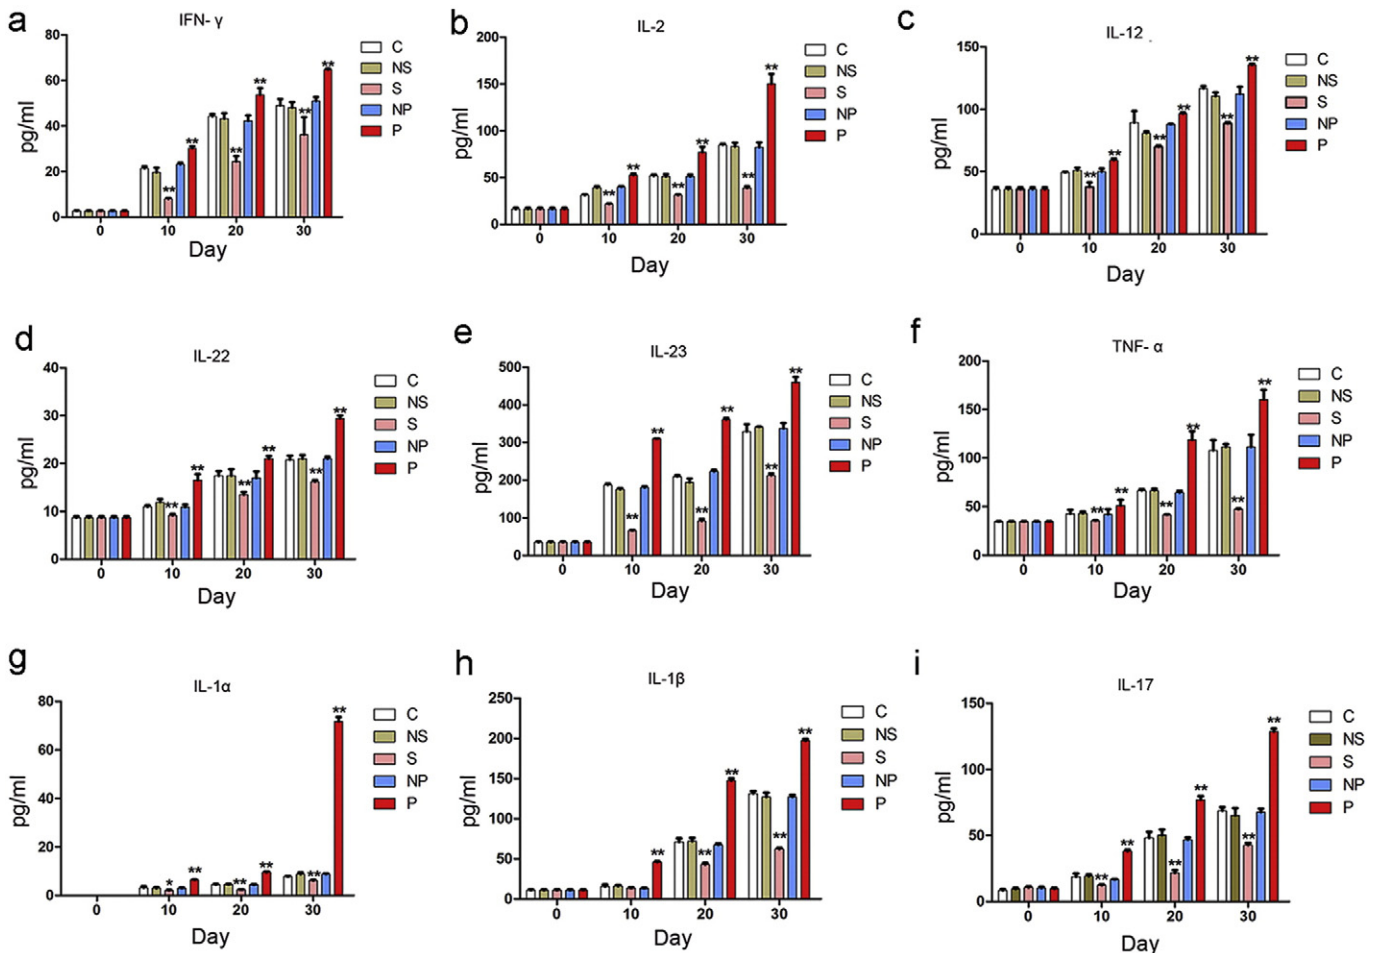 a
IFN- γ
80
60
40
20
0
pg/ml
** ** ** ** ** **
0 10 20 30
Day
C
NS
S
NP
P
b
IL-2
200
150
100
50
0
pg/ml
** ** ** ** ** **
0 10 20 30
Day
C
NS
S
NP
P
c
IL-12
150
100
50
0
pg/ml
** ** ** ** ** **
0 10 20 30
Day
C
NS
S
NP
P
d
IL-22
40
30
20
10
0
pg/ml
** ** ** ** ** **
0 10 20 30
Day
C
NS
S
NP
P
e
IL-23
500
400
300
200
100
0
pg/ml
** ** ** ** ** **
0 10 20 30
Day
C
NS
S
NP
P
f
TNF- α
200
150
100
50
0
pg/ml
** ** ** ** ** **
0 10 20 30
Day
C
NS
S
NP
P
g
IL-1α
80
60
40
20
0
pg/ml
* ** ** ** ** **
0 10 20 30
Day
C
NS
S
NP
P
h
IL-1β
250
200
150
100
50
0
pg/ml
** ** ** ** **
0 10 20 30
Day
C
NS
S
NP
P
i
IL-17
150
100
50
0
pg/ml
** ** ** ** ** **
0 10 20 30
Day
C
NS
S
NP
P